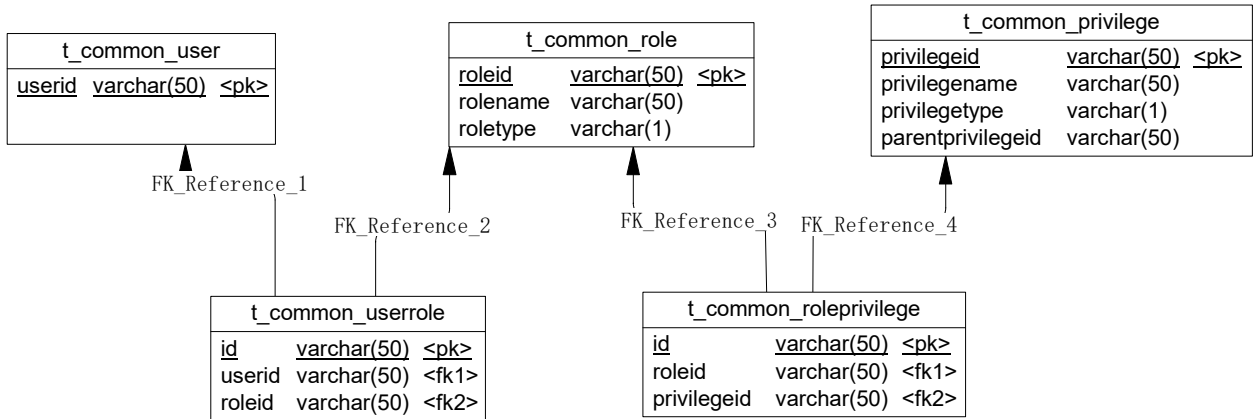 t_common_user
userid varchar(50) <pk>
t_common_role
roleid varchar(50) <pk>
rolename varchar(50)
roletype varchar(1)
t_common_privilege
privilegeid varchar(50) <pk>
privilegename varchar(50)
privilegetype varchar(1)
parentprivilegeid varchar(50)
FK_Reference_1
FK_Reference_2
FK_Reference_3
FK_Reference_4
t_common_userrole
id varchar(50) <pk>
userid varchar(50) <fk1>
roleid varchar(50) <fk2>
t_common_roleprivilege
id varchar(50) <pk>
roleid varchar(50) <fk1>
privilegeid varchar(50) <fk2>